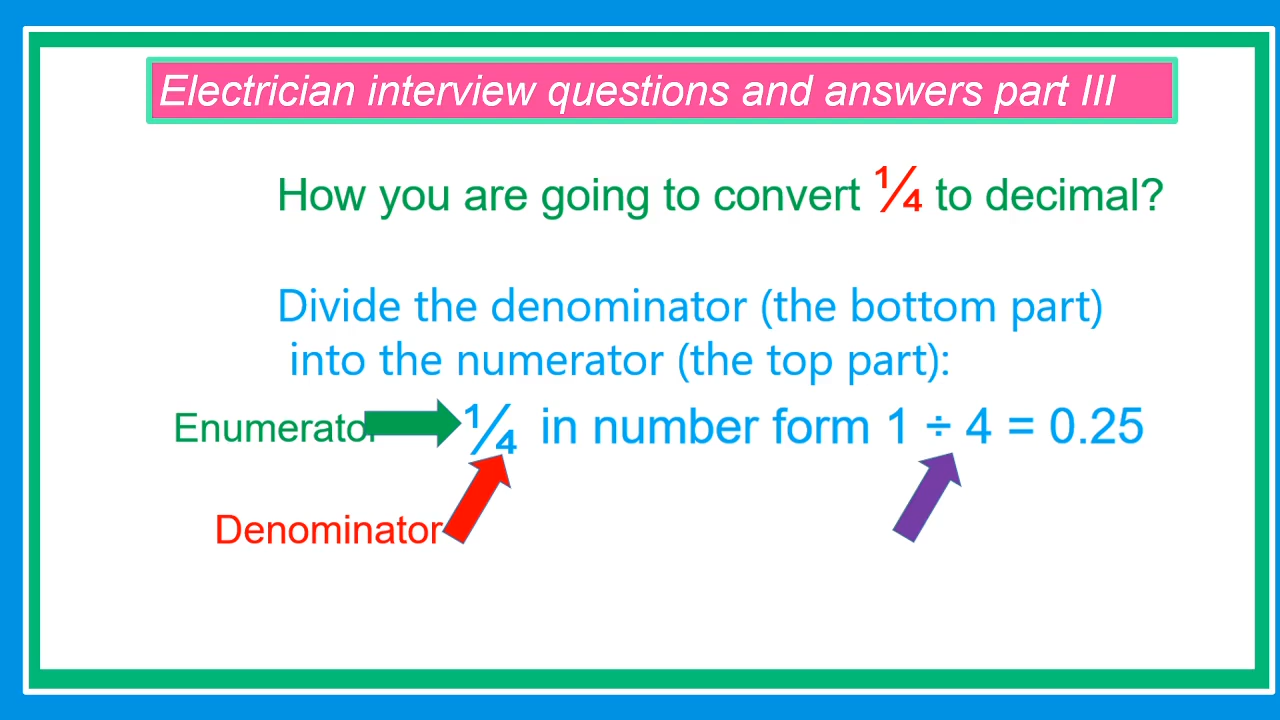 Electrician interview questions and answers part III
How you are going to convert ¼ to decimal?
Divide the denominator (the bottom part)
into the numerator (the top part):
Enumerator
¼ in number form 1 ÷ 4 = 0.25
Denominator